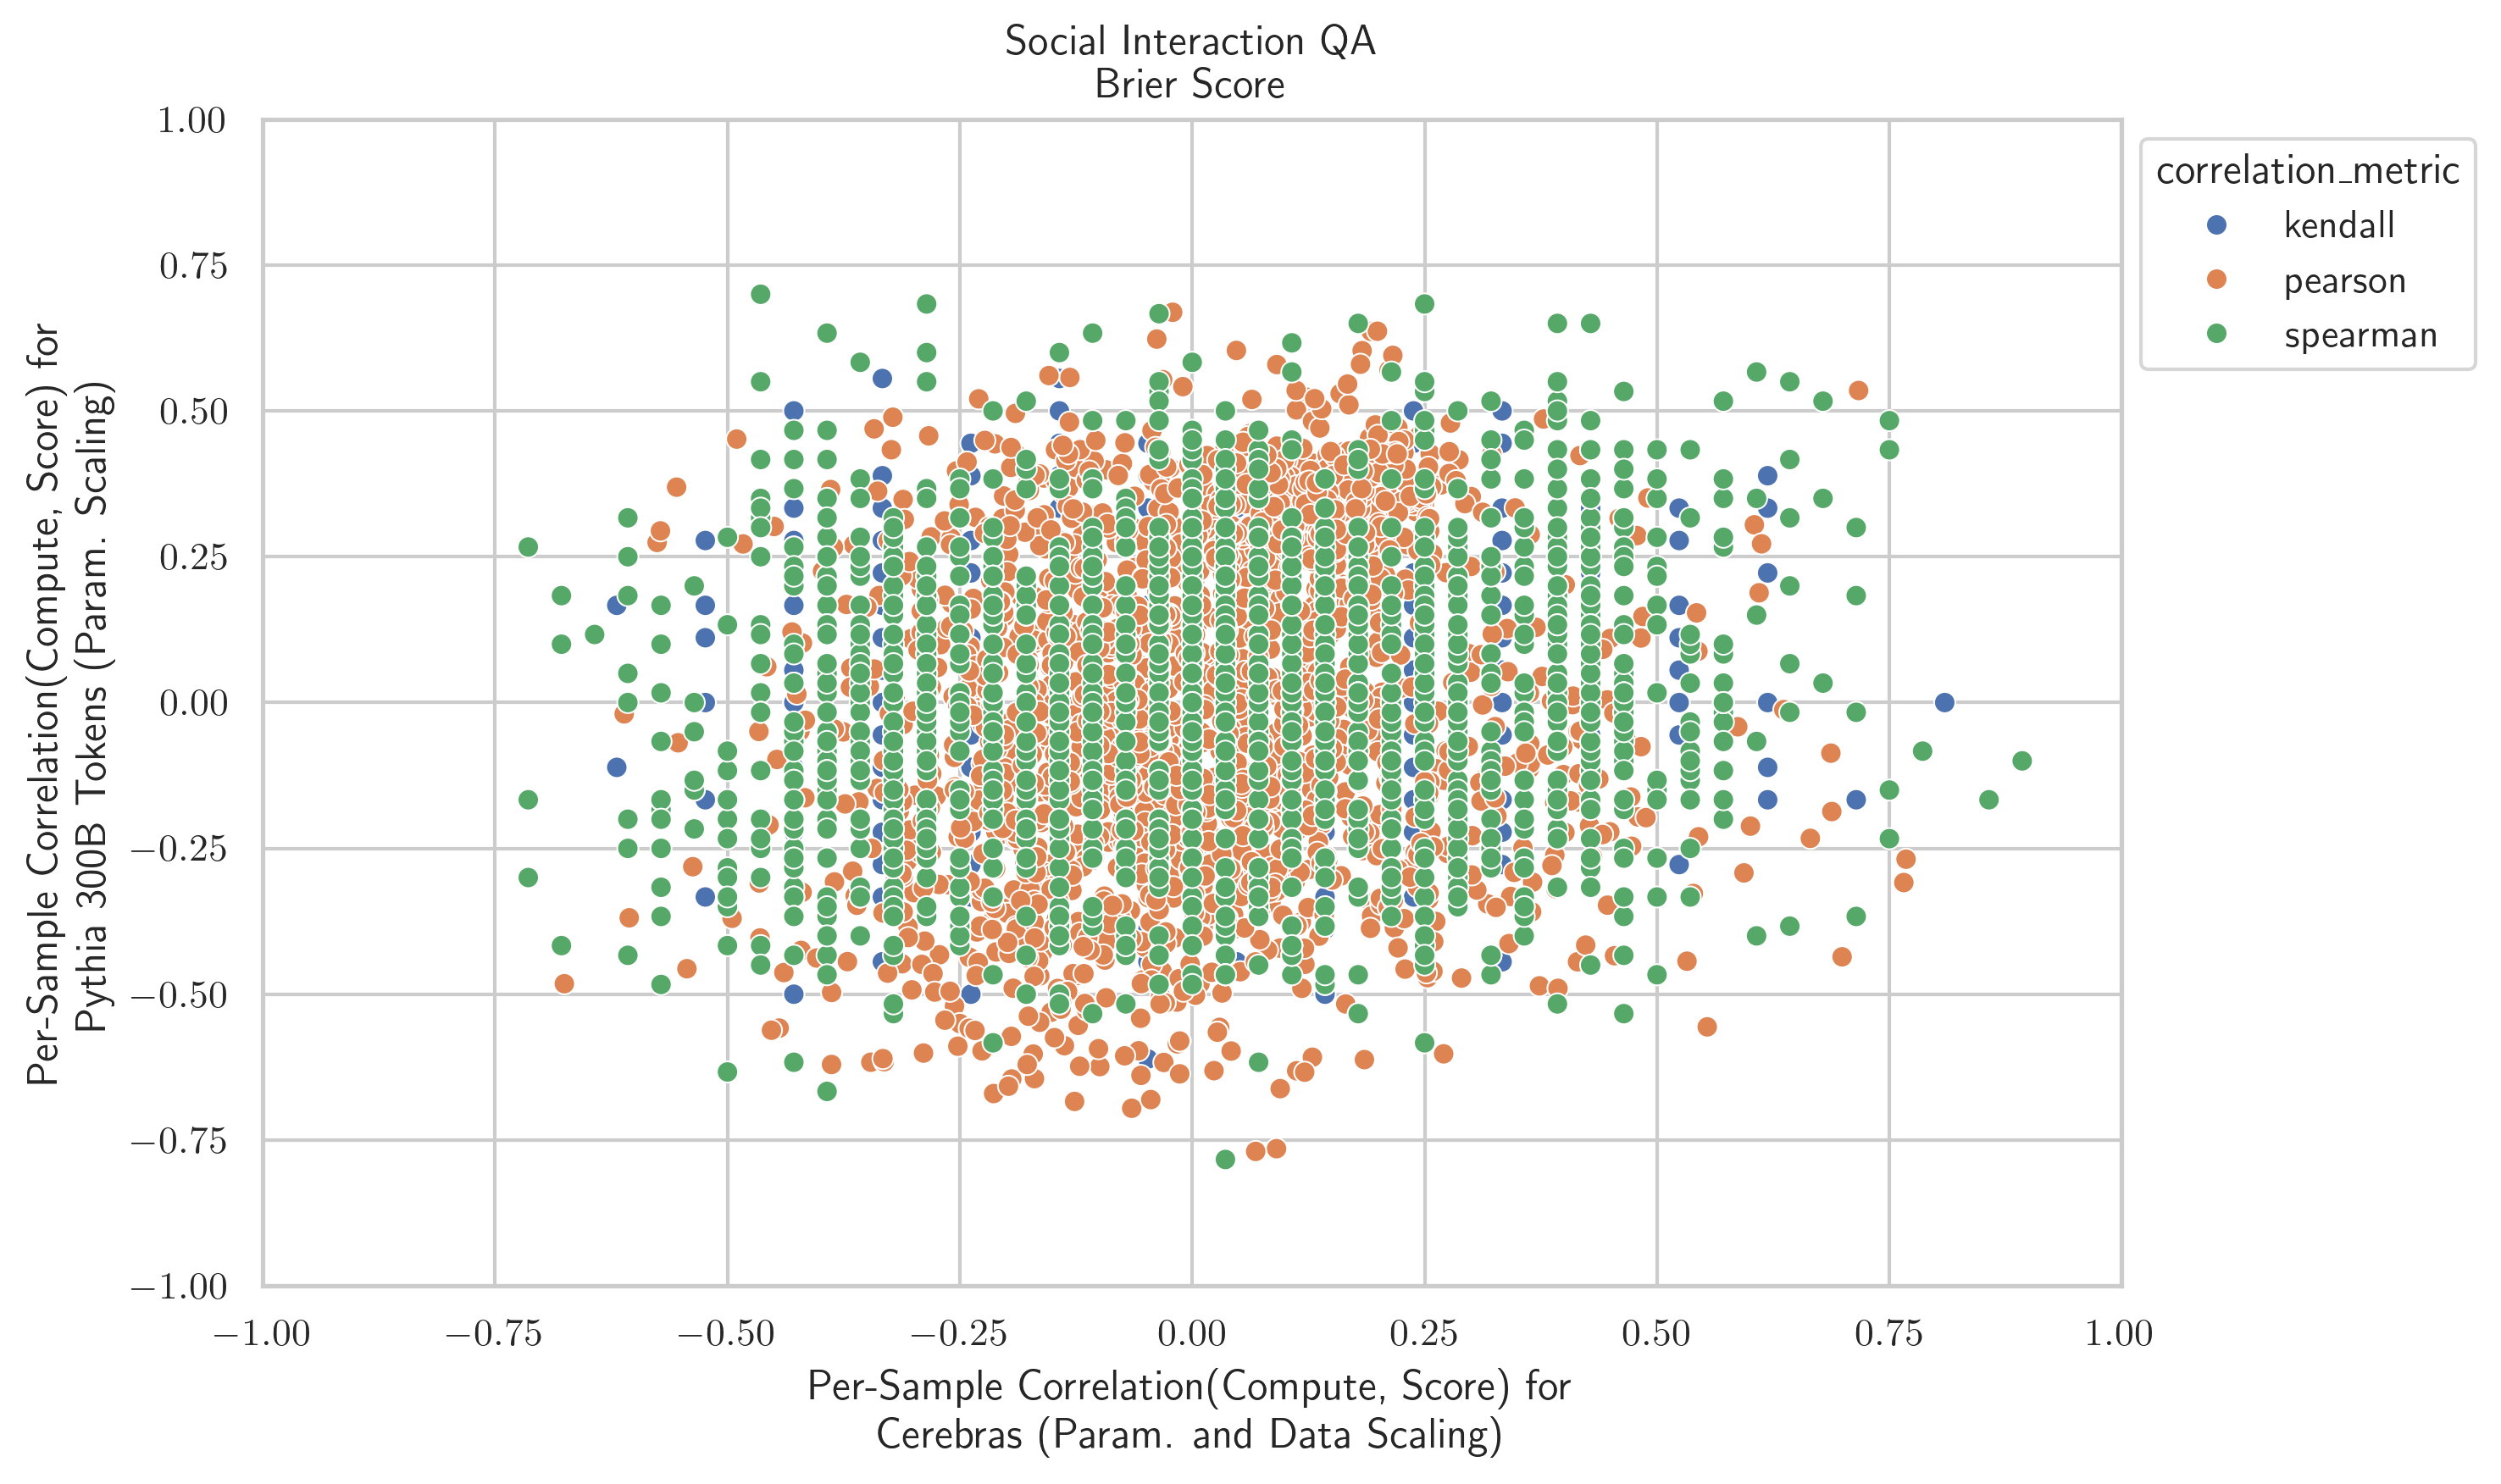 Social Interaction QA
Brier Score
Per-Sample Correlation(Compute, Score) for
Pythia 300B Tokens (Param. Scaling)
1.00
0.75
0.50
0.25
0.00
−0.25
−0.50
−0.75
−1.00
−1.00 −0.75 −0.50 −0.25 0.00 0.25 0.50 0.75 1.00
Per-Sample Correlation(Compute, Score) for
Cerebras (Param. and Data Scaling)
correlation_metric
kendall
pearson
spearman